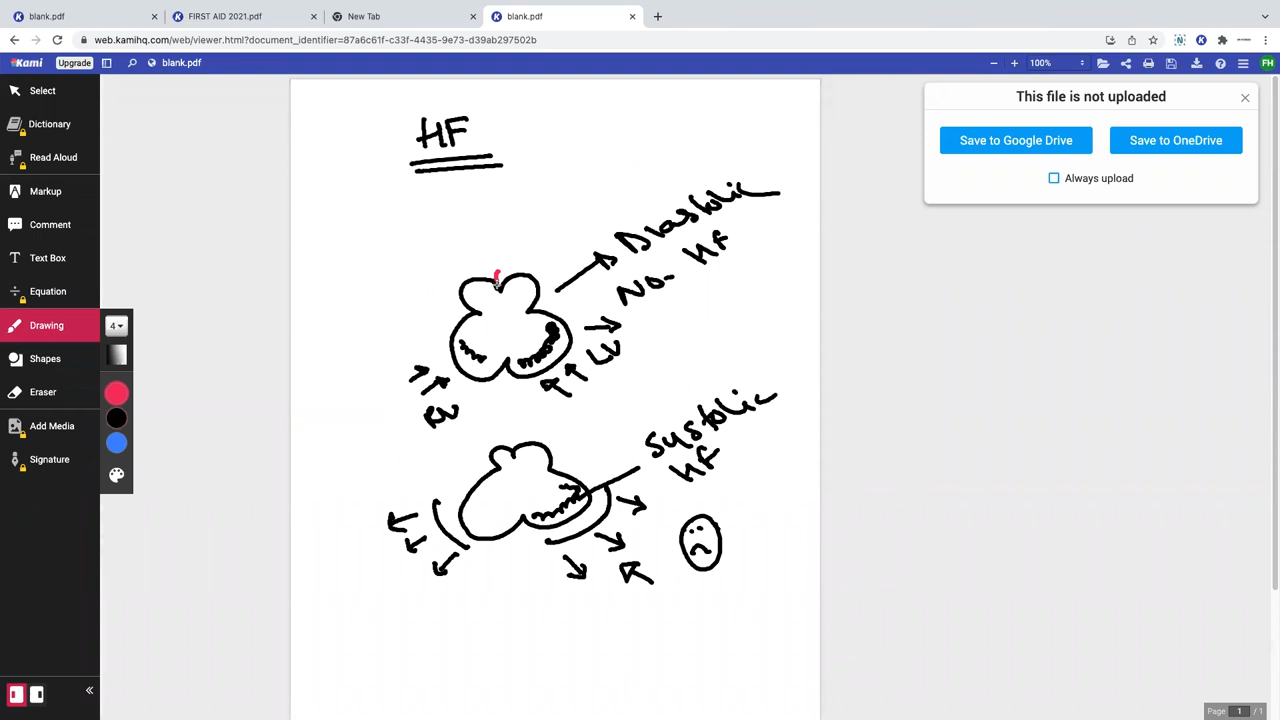 blank.pdf
FIRST AID 2021.pdf
New Tab
blank.pdf
web.kamihq.com/web/viewer.html?document_identifier=87a6c61f-c33f-4435-9e73-d39ab297502b
Kami
Upgrade
blank.pdf
100%
FH
Select
Dictionary
Read Aloud
Markup
Comment
Text Box
Equation
Drawing
4
Shapes
Eraser
Add Media
Signature
This file is not uploaded
Save to Google Drive
Save to OneDrive
Always upload
HF
Diastolic
HF
No-
LV
RV
Systolic
HF
Page 1 / 1